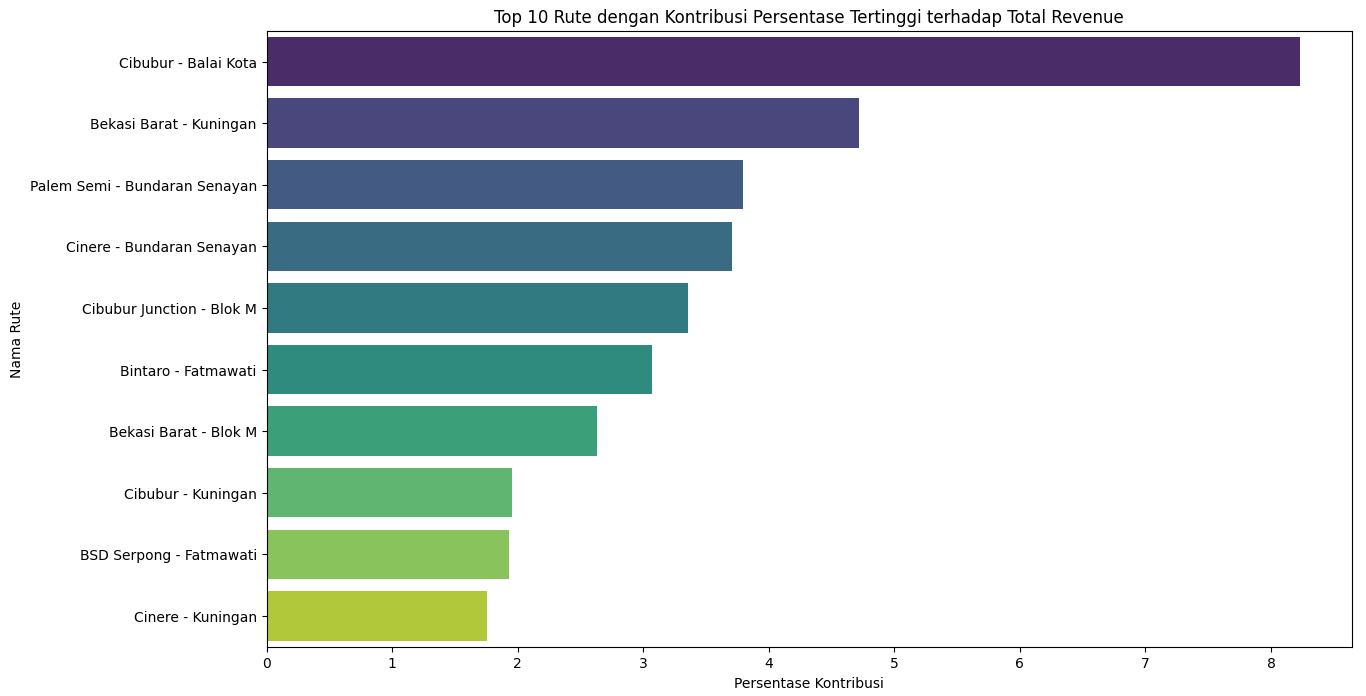 Top 10 Rute dengan Kontribusi Persentase Tertinggi terhadap Total Revenue
Nama Rute
Cibubur - Balai Kota
Bekasi Barat - Kuningan
Palem Semi - Bundaran Senayan
Cinere - Bundaran Senayan
Cibubur Junction - Blok M
Bintaro - Fatmawati
Bekasi Barat - Blok M
Cibubur - Kuningan
BSD Serpong - Fatmawati
Cinere - Kuningan
0 1 2 3 4 5 6 7 8
Persentase Kontribusi